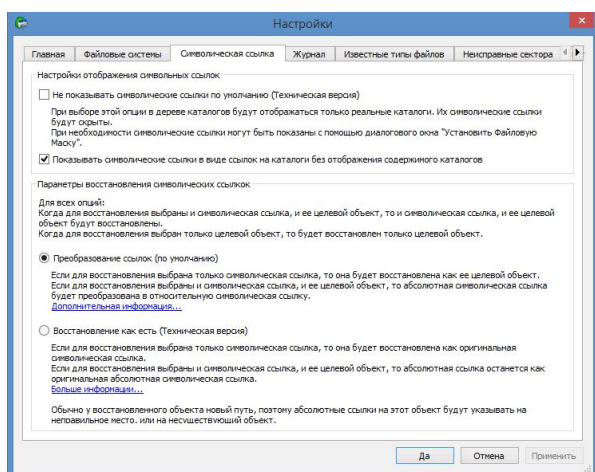 Настройки
Главная Файловые системы Символическая ссылка Журнал Известные типы файлов Неисправные сектора
Настройки отображения символьных ссылок
Не показывать символические ссылки по умолчанию (Техническая версия)
При выборе этой опции в дереве каталогов будут отображаться только реальные каталоги. Их символические ссылки
будут скрыты.
При необходимости символические ссылки могут быть показаны с помощью диалогового окна "Установить Файловую
Маску".
Показывать символические ссылки в виде ссылок на каталоги без отображения содержимого каталогов
Параметры восстановления символических ссылкок
Для всех опций:
Когда для восстановления выбраны и символическая ссылка, и ее целевой объект, то и символическая ссылка, и ее целевой
объект будут восстановлены.
Когда для восстановления выбран только целевой объект, то будет восстановлен только целевой объект.
Преобразование ссылок (по умолчанию)
Если для восстановления выбрана только символическая ссылка, то она будет восстановлена как ее целевой объект.
Если для восстановления выбраны и символическая ссылка, и ее целевой объект, то абсолютная символическая ссылка
будет преобразована в относительную символическая ссылку.
Дополнительная информация...
Восстановление как есть (Техническая версия)
Если для восстановления выбрана только символическая ссылка, то она будет восстановлена как оригинальная
символическая ссылка.
Если для восстановления выбраны и символическая ссылка, и ее целевой объект, то абсолютная ссылка останется как
оригинальная абсолютная символическая ссылка.
Больше информации...
Обычно у восстановленного объекта новый путь, поэтому абсолютные ссылки на этот объект будут указывать на
неправильное место. или на несуществующий объект.
Да Отмена Применить